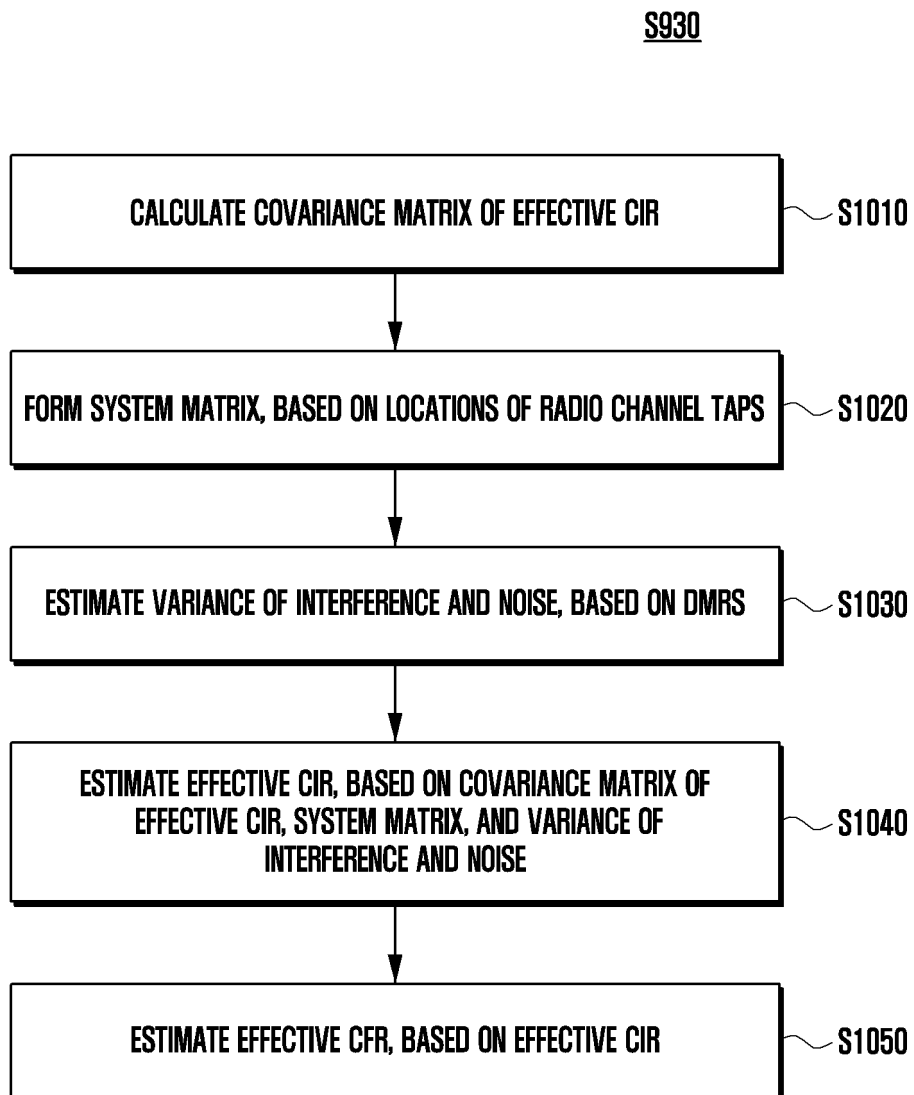 S930
CALCULATE COVARIANCE MATRIX OF EFFECTIVE CIR
S1010
FORM SYSTEM MATRIX, BASED ON LOCATIONS OF RADIO CHANNEL TAPS
S1020
ESTIMATE VARIANCE OF INTERFERENCE AND NOISE, BASED ON DMRS
S1030
ESTIMATE EFFECTIVE CIR, BASED ON COVARIANCE MATRIX OF
EFFECTIVE CIR, SYSTEM MATRIX, AND VARIANCE OF
INTERFERENCE AND NOISE
S1040
ESTIMATE EFFECTIVE CFR, BASED ON EFFECTIVE CIR
S1050